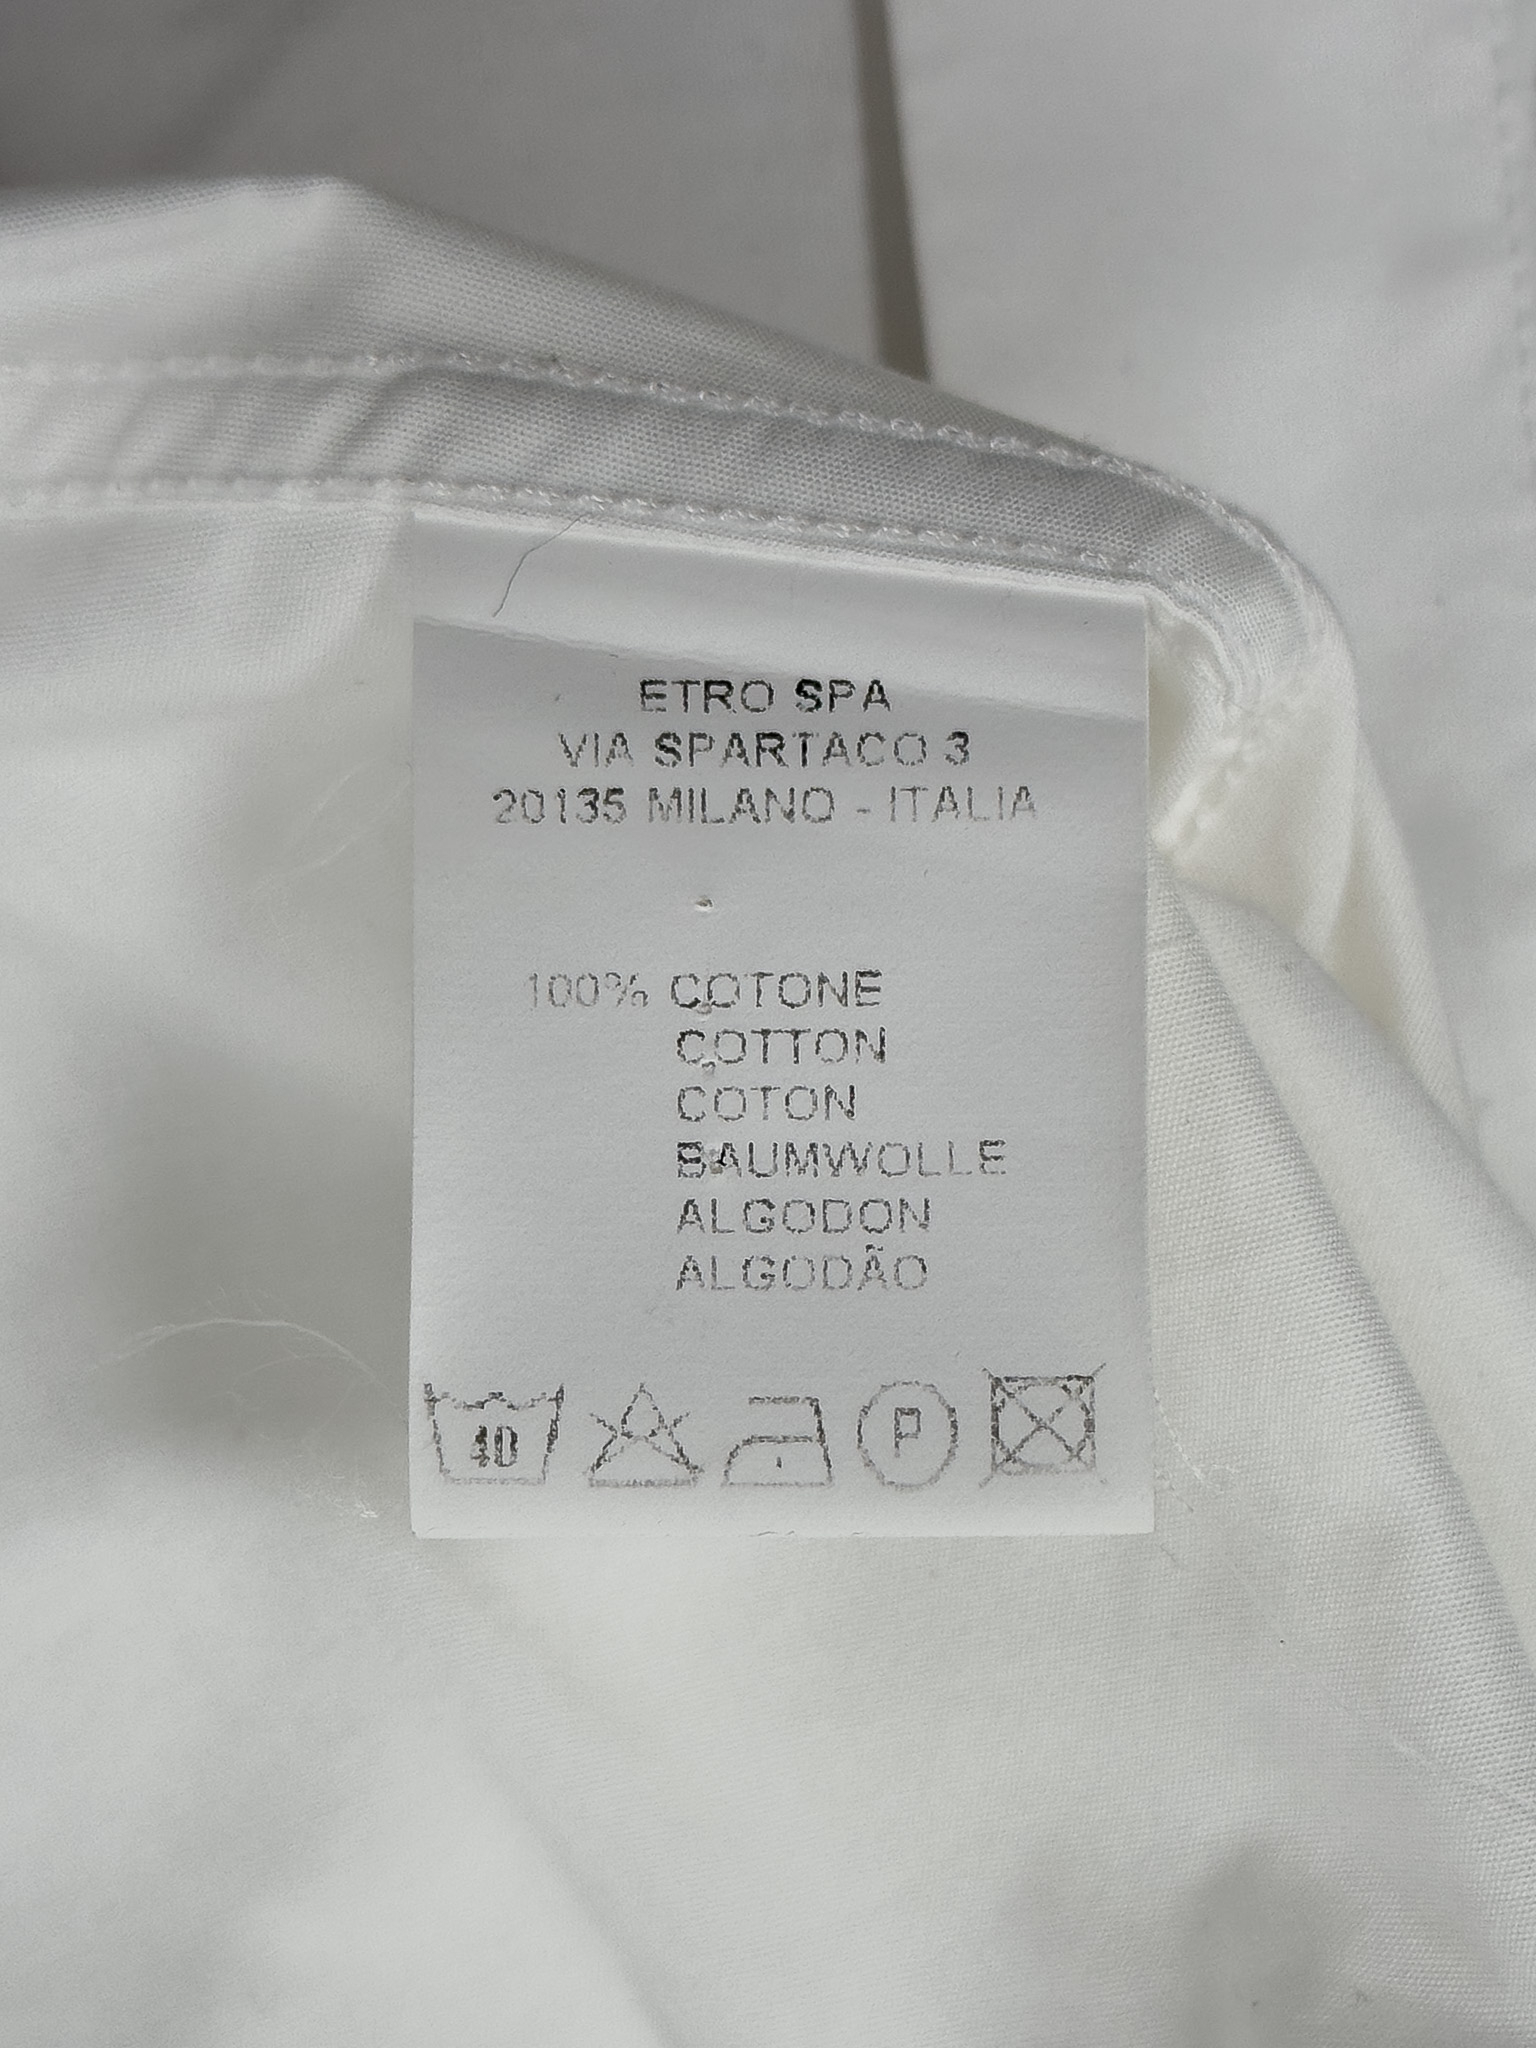 ETRO SPA
VIA SPARTACO 3
20135 MILANO - ITALIA
100% COTONE
COTTON
COTON
BAUMWOLLE
ALGODON
ALGODÃO
40 P